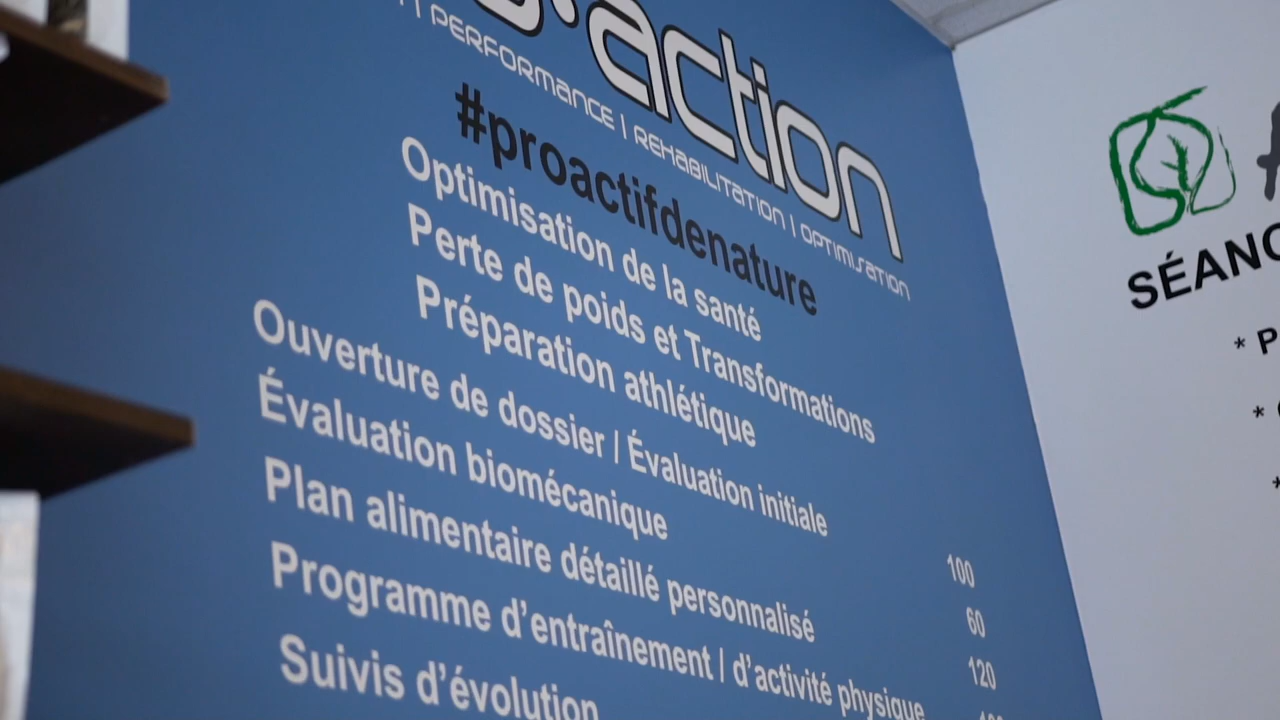 action
PERFORMANCE | REHABILITATION | OPTIMISATION
#proactifdenature
Optimisation de la santé
Perte de poids et Transformations
Préparation athlétique
Ouverture de dossier / Évaluation initiale 100
Évaluation biomécanique 60
Plan alimentaire détaillé personnalisé 120
Programme d'entraînement / d'activité physique
Suivis d'évolution
* P
*
*